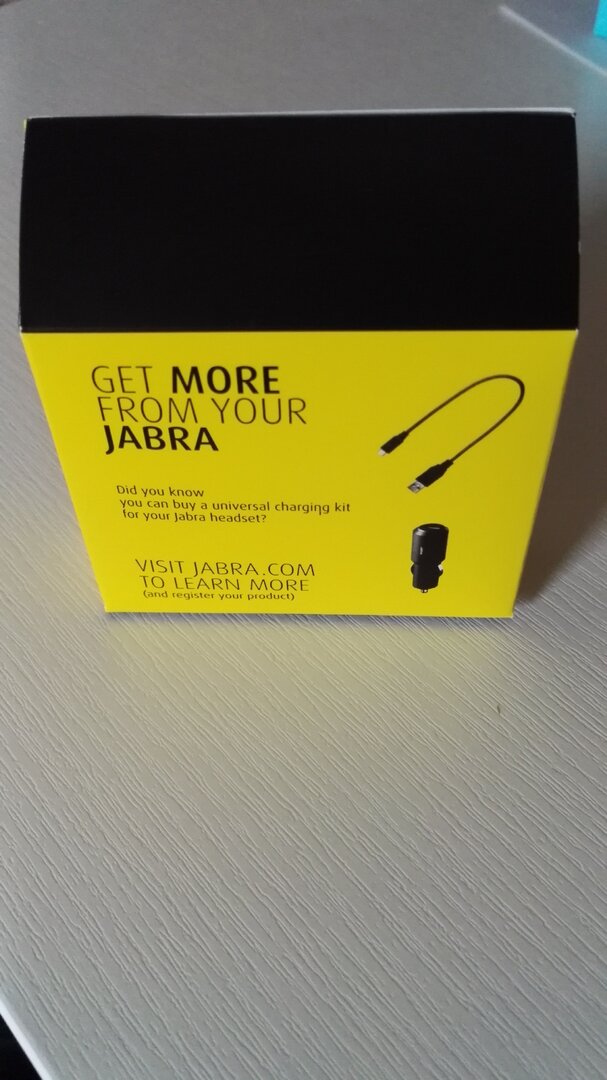 GET MORE
FROM YOUR
JABRA
Did you know
you can buy a universal charging kit
for your Jabra headset?
VISIT JABRA.COM
TO LEARN MORE
(and register your product)